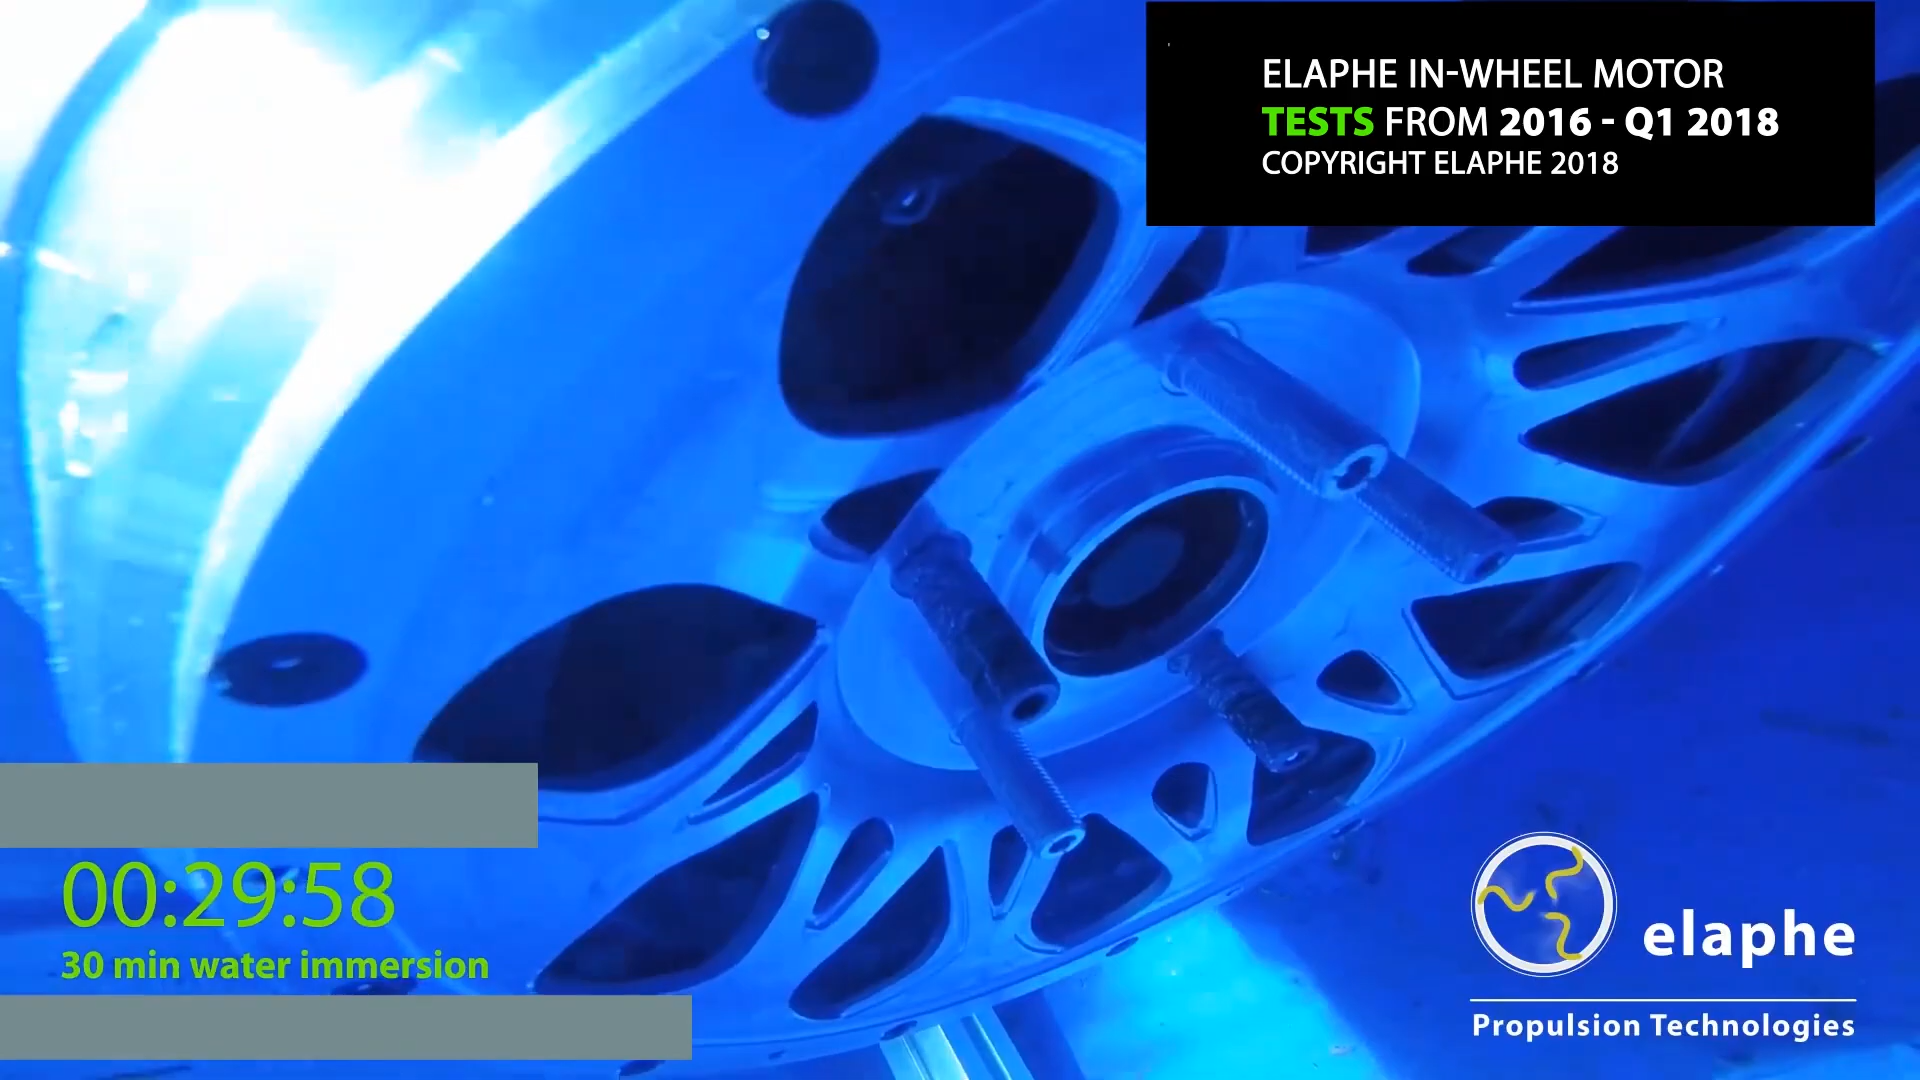 ELAPHE IN-WHEEL MOTOR
TESTS FROM 2016 - Q1 2018
COPYRIGHT ELAPHE 2018
00:29:58
30 min water immersion
elaphe
Propulsion Technologies